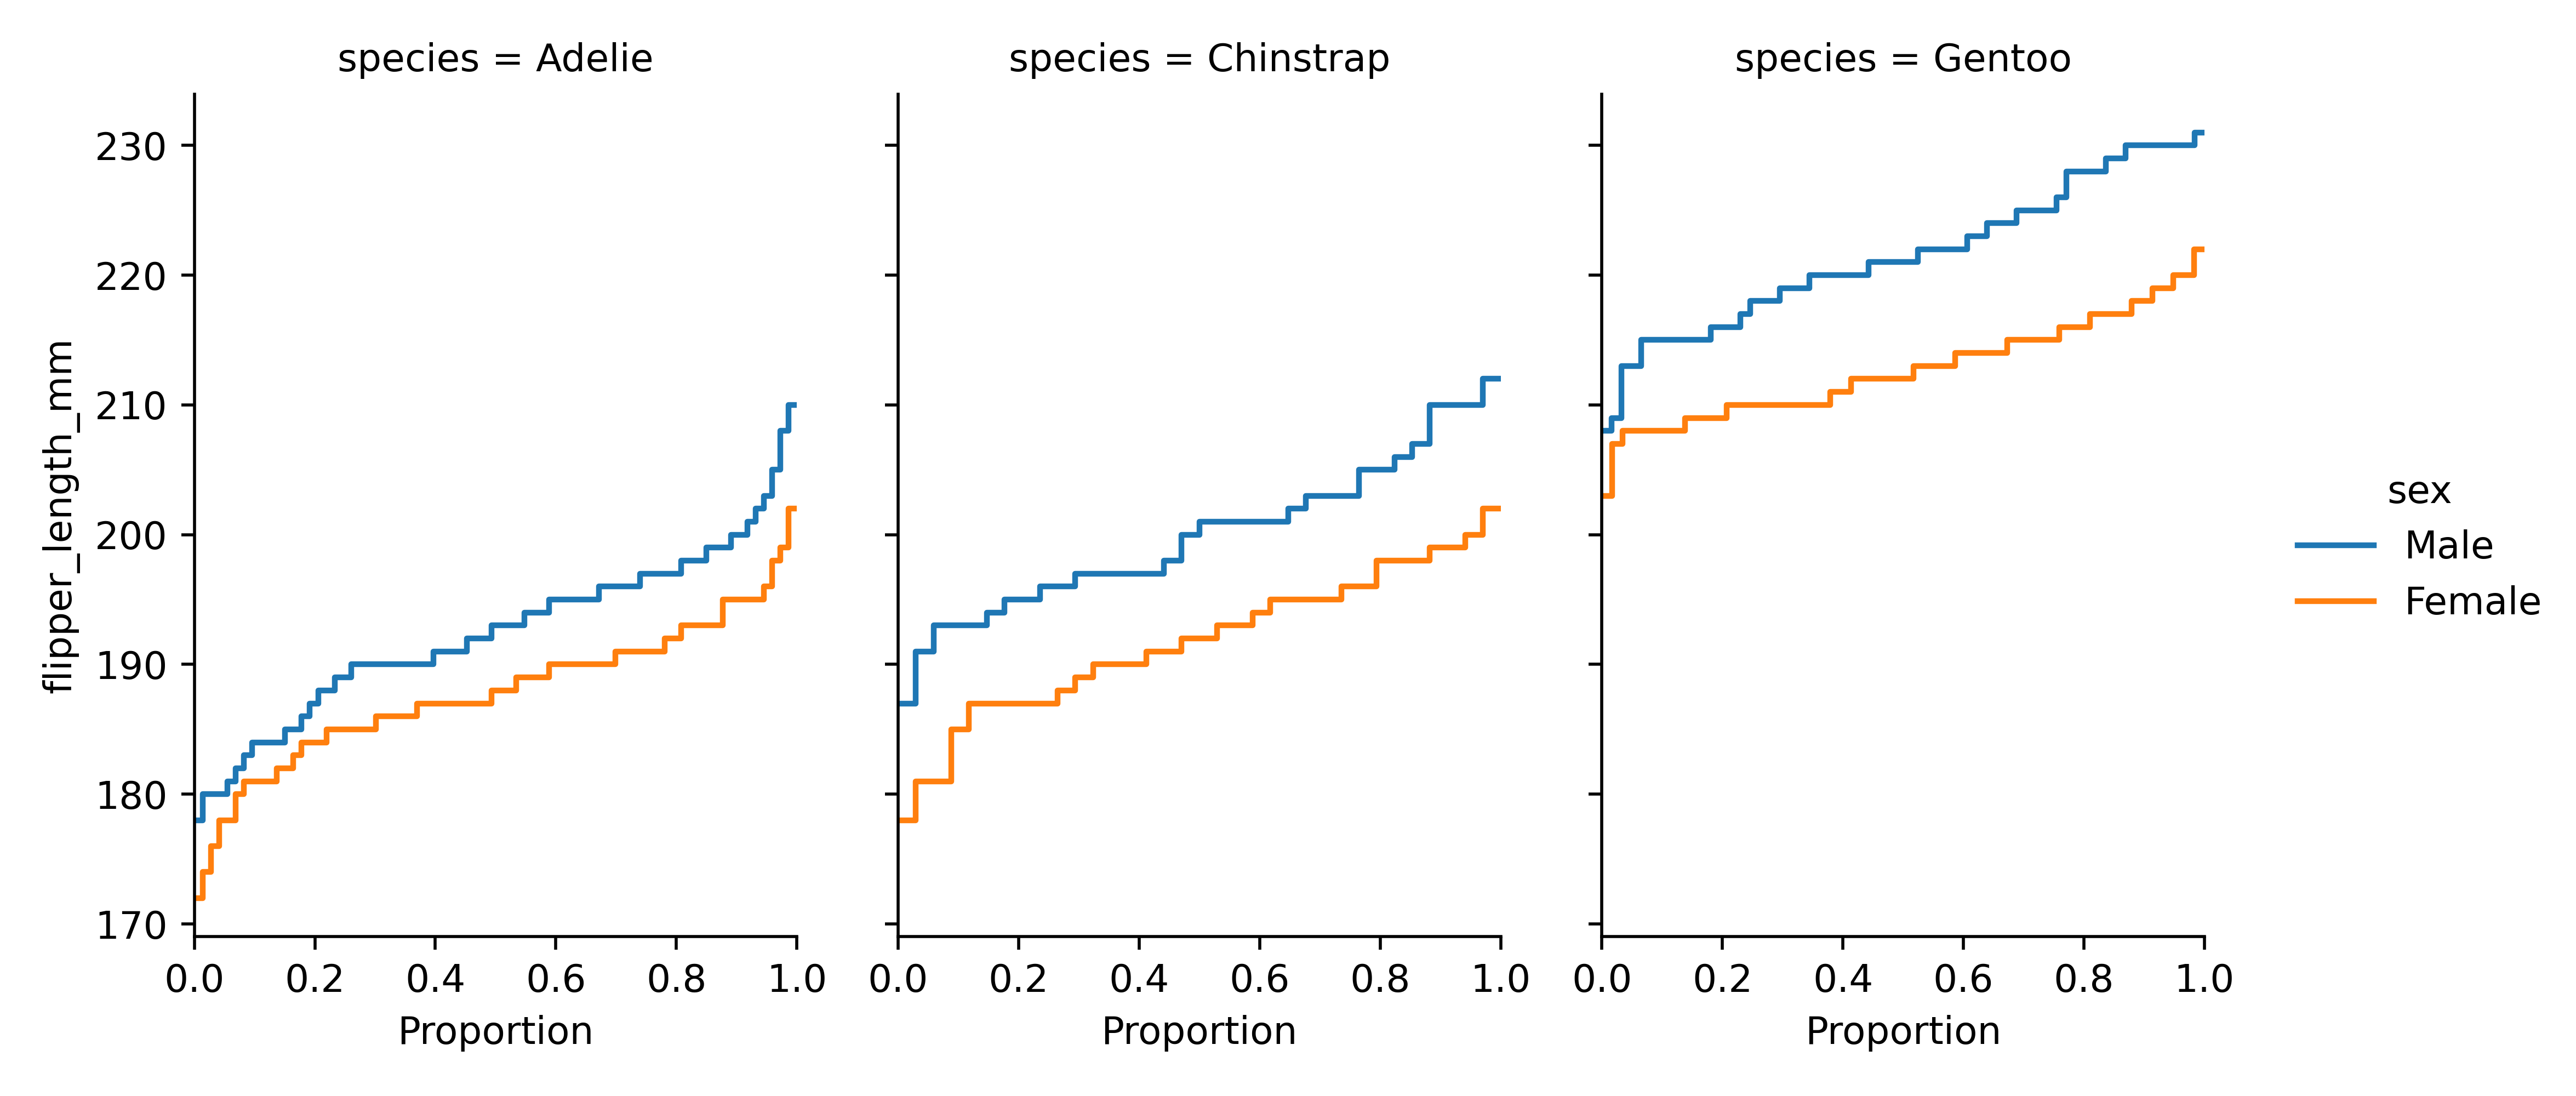 species = Adelie
species = Chinstrap
species = Gentoo
flipper_length_mm
230
220
210
200
190
180
170
0.0 0.2 0.4 0.6 0.8 1.0
0.0 0.2 0.4 0.6 0.8 1.0
0.0 0.2 0.4 0.6 0.8 1.0
Proportion
Proportion
Proportion
sex
Male
Female